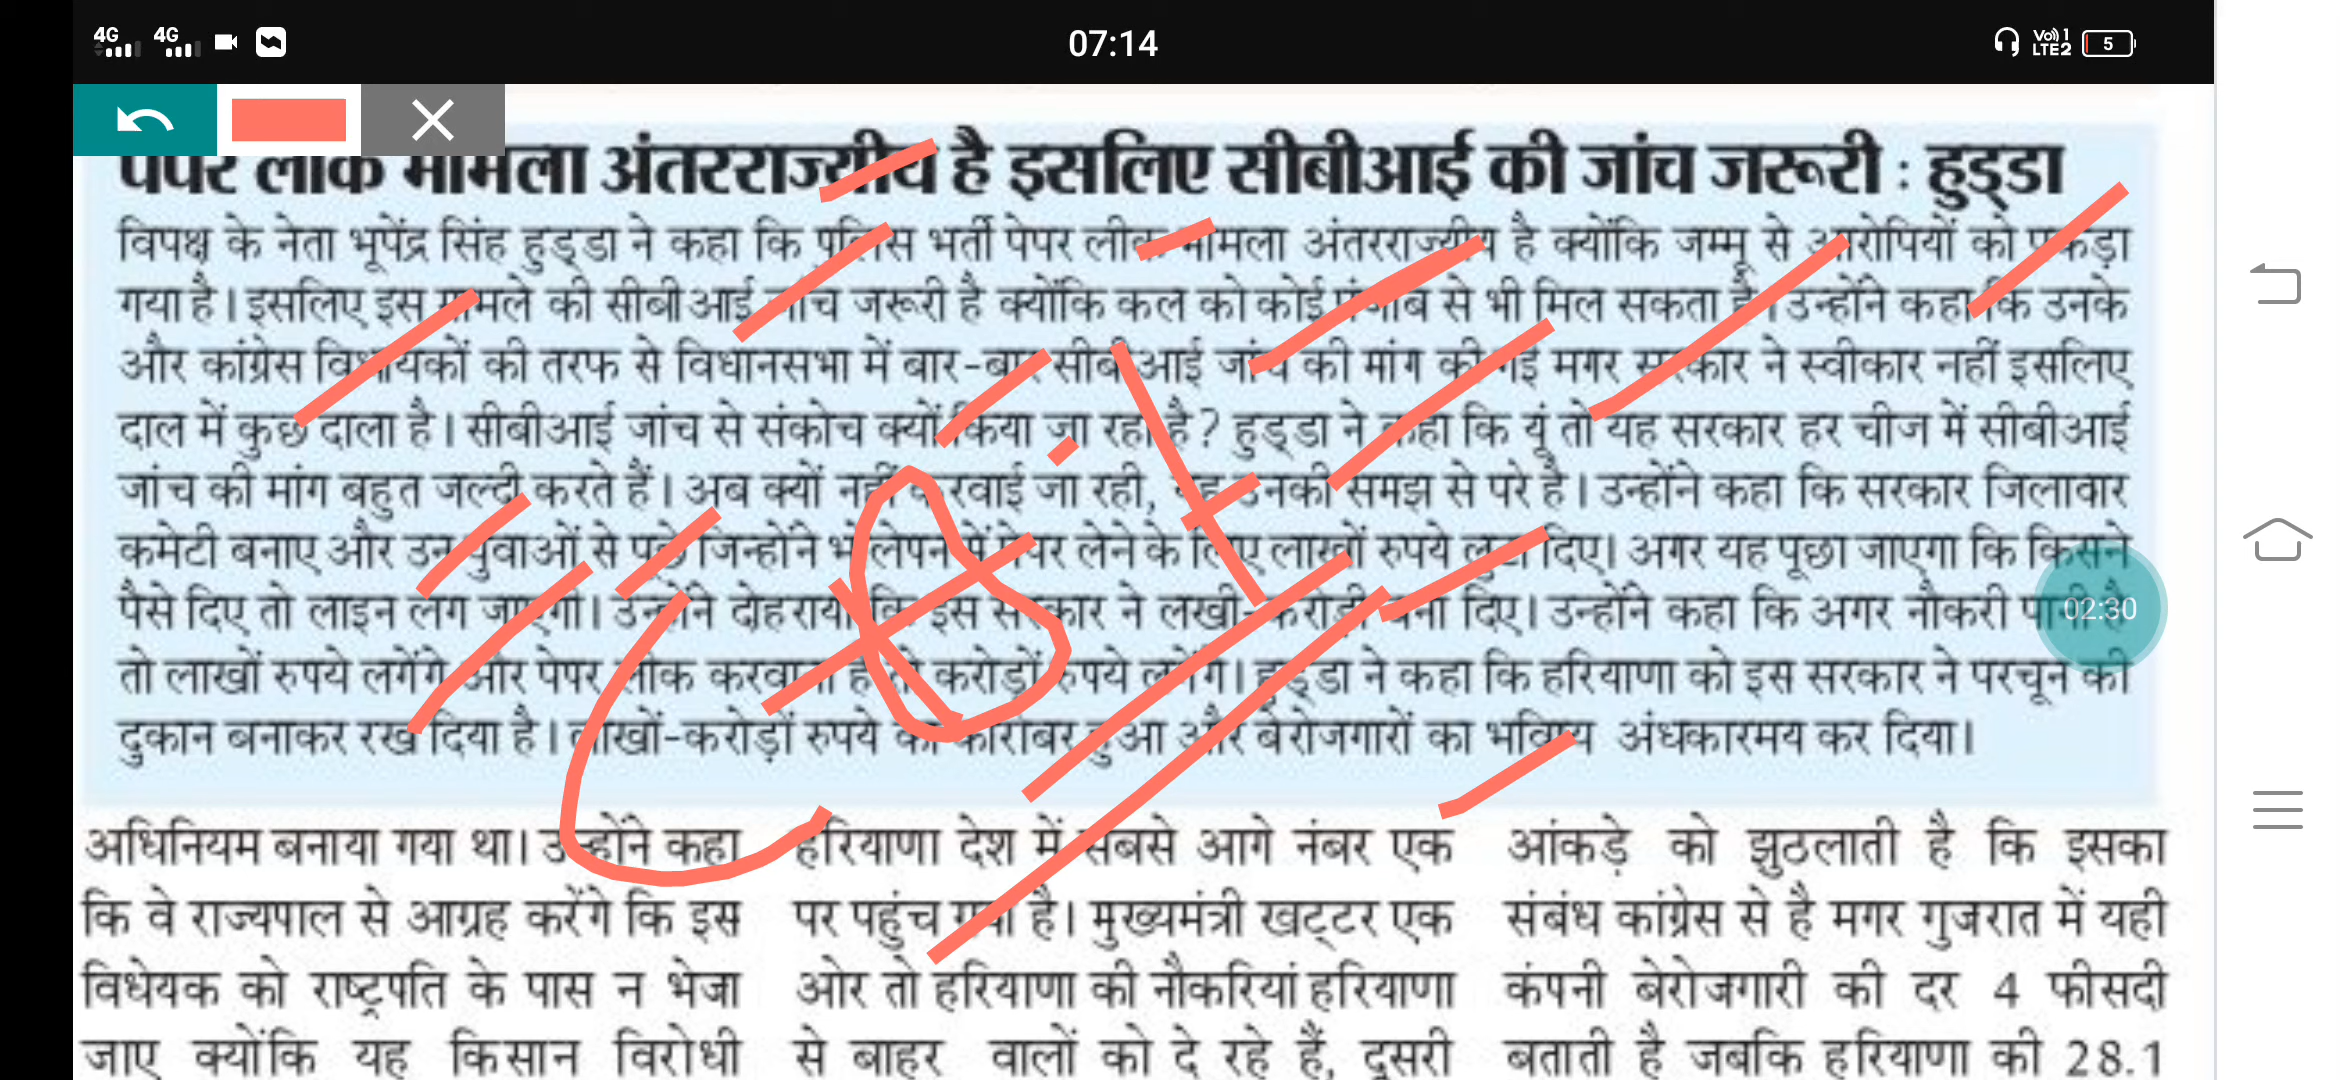 4G 4G 07:14 Vo)) 1 LTE2 5
पेपर लीक मामला अंतरराज्यीय है इसलिए सीबीआई की जांच जरूरी : हुड्डा
विपक्ष के नेता भूपेंद्र सिंह हुड्डा ने कहा कि पुलिस भर्ती पेपर लीक मामला अंतरराज्यीय है क्योंकि जम्मू से आरोपियों को पकड़ा
गया है। इसलिए इस मामले की सीबीआई जांच जरूरी है क्योंकि कल को कोई पंजाब से भी मिल सकता है। उन्होंने कहा कि उनके
और कांग्रेस विधायकों की तरफ से विधानसभा में बार-बार सीबीआई जांच की मांग की गई मगर सरकार ने स्वीकार नहीं इसलिए
दाल में कुछ दाला है। सीबीआई जांच से संकोच क्यों किया जा रहा है? हुड्डा ने कहा कि यूं तो यह सरकार हर चीज में सीबीआई
जांच की मांग बहुत जल्दी करते हैं। अब क्यों नहीं करवाई जा रही, यह उनकी समझ से परे है। उन्होंने कहा कि सरकार जिलावार
कमेटी बनाए और उन युवाओं से पूछे जिन्होंने भोलेपन में पेपर लेने के लिए लाखों रुपये लुटा दिए। अगर यह पूछा जाएगा कि किसने
पैसे दिए तो लाइन लग जाएगी। उन्होंने दोहराया कि इस सरकार ने लखी-करोड़ी बना दिए। उन्होंने कहा कि अगर नौकरी पानी है
02:30
तो लाखों रुपये लगेंगे और पेपर लीक करवाना है तो करोड़ों रुपये लगेंगे। हुड्डा ने कहा कि हरियाणा को इस सरकार ने परचून की
दुकान बनाकर रख दिया है। लाखों-करोड़ों रुपये का कारोबार हुआ और बेरोजगारों का भविष्य अंधकारमय कर दिया।
अधिनियम बनाया गया था। उन्होंने कहा
कि वे राज्यपाल से आग्रह करेंगे कि इस
विधेयक को राष्ट्रपति के पास न भेजा
जाए क्योंकि यह किसान विरोधी
हरियाणा देश में सबसे आगे नंबर एक
पर पहुंच गया है। मुख्यमंत्री खट्टर एक
ओर तो हरियाणा की नौकरियां हरियाणा
से बाहर वालों को दे रहे हैं, दूसरी
आंकड़े को झुठलाती है कि इसका
संबंध कांग्रेस से है मगर गुजरात में यही
कंपनी बेरोजगारी की दर 4 फीसदी
बताती है जबकि हरियाणा की 28.1